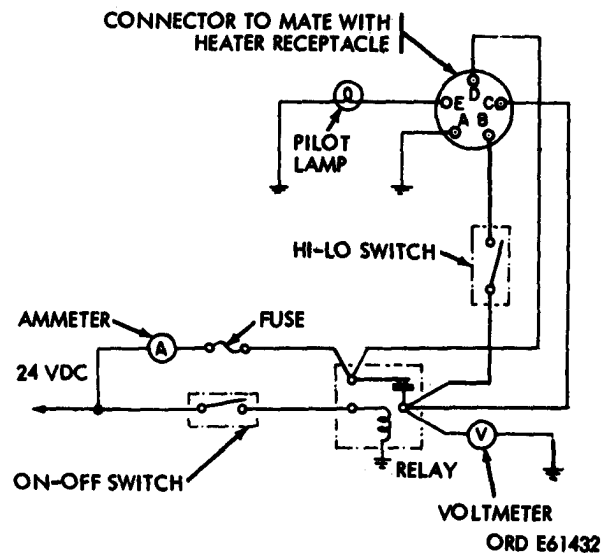 CONNECTOR TO MATE WITH
HEATER RECEPTACLE
D
E C
A B
PILOT
LAMP
HI-LO SWITCH
AMMETER
FUSE
A
24 VDC
ON-OFF SWITCH
RELAY
V
VOLTMETER
ORD E61432